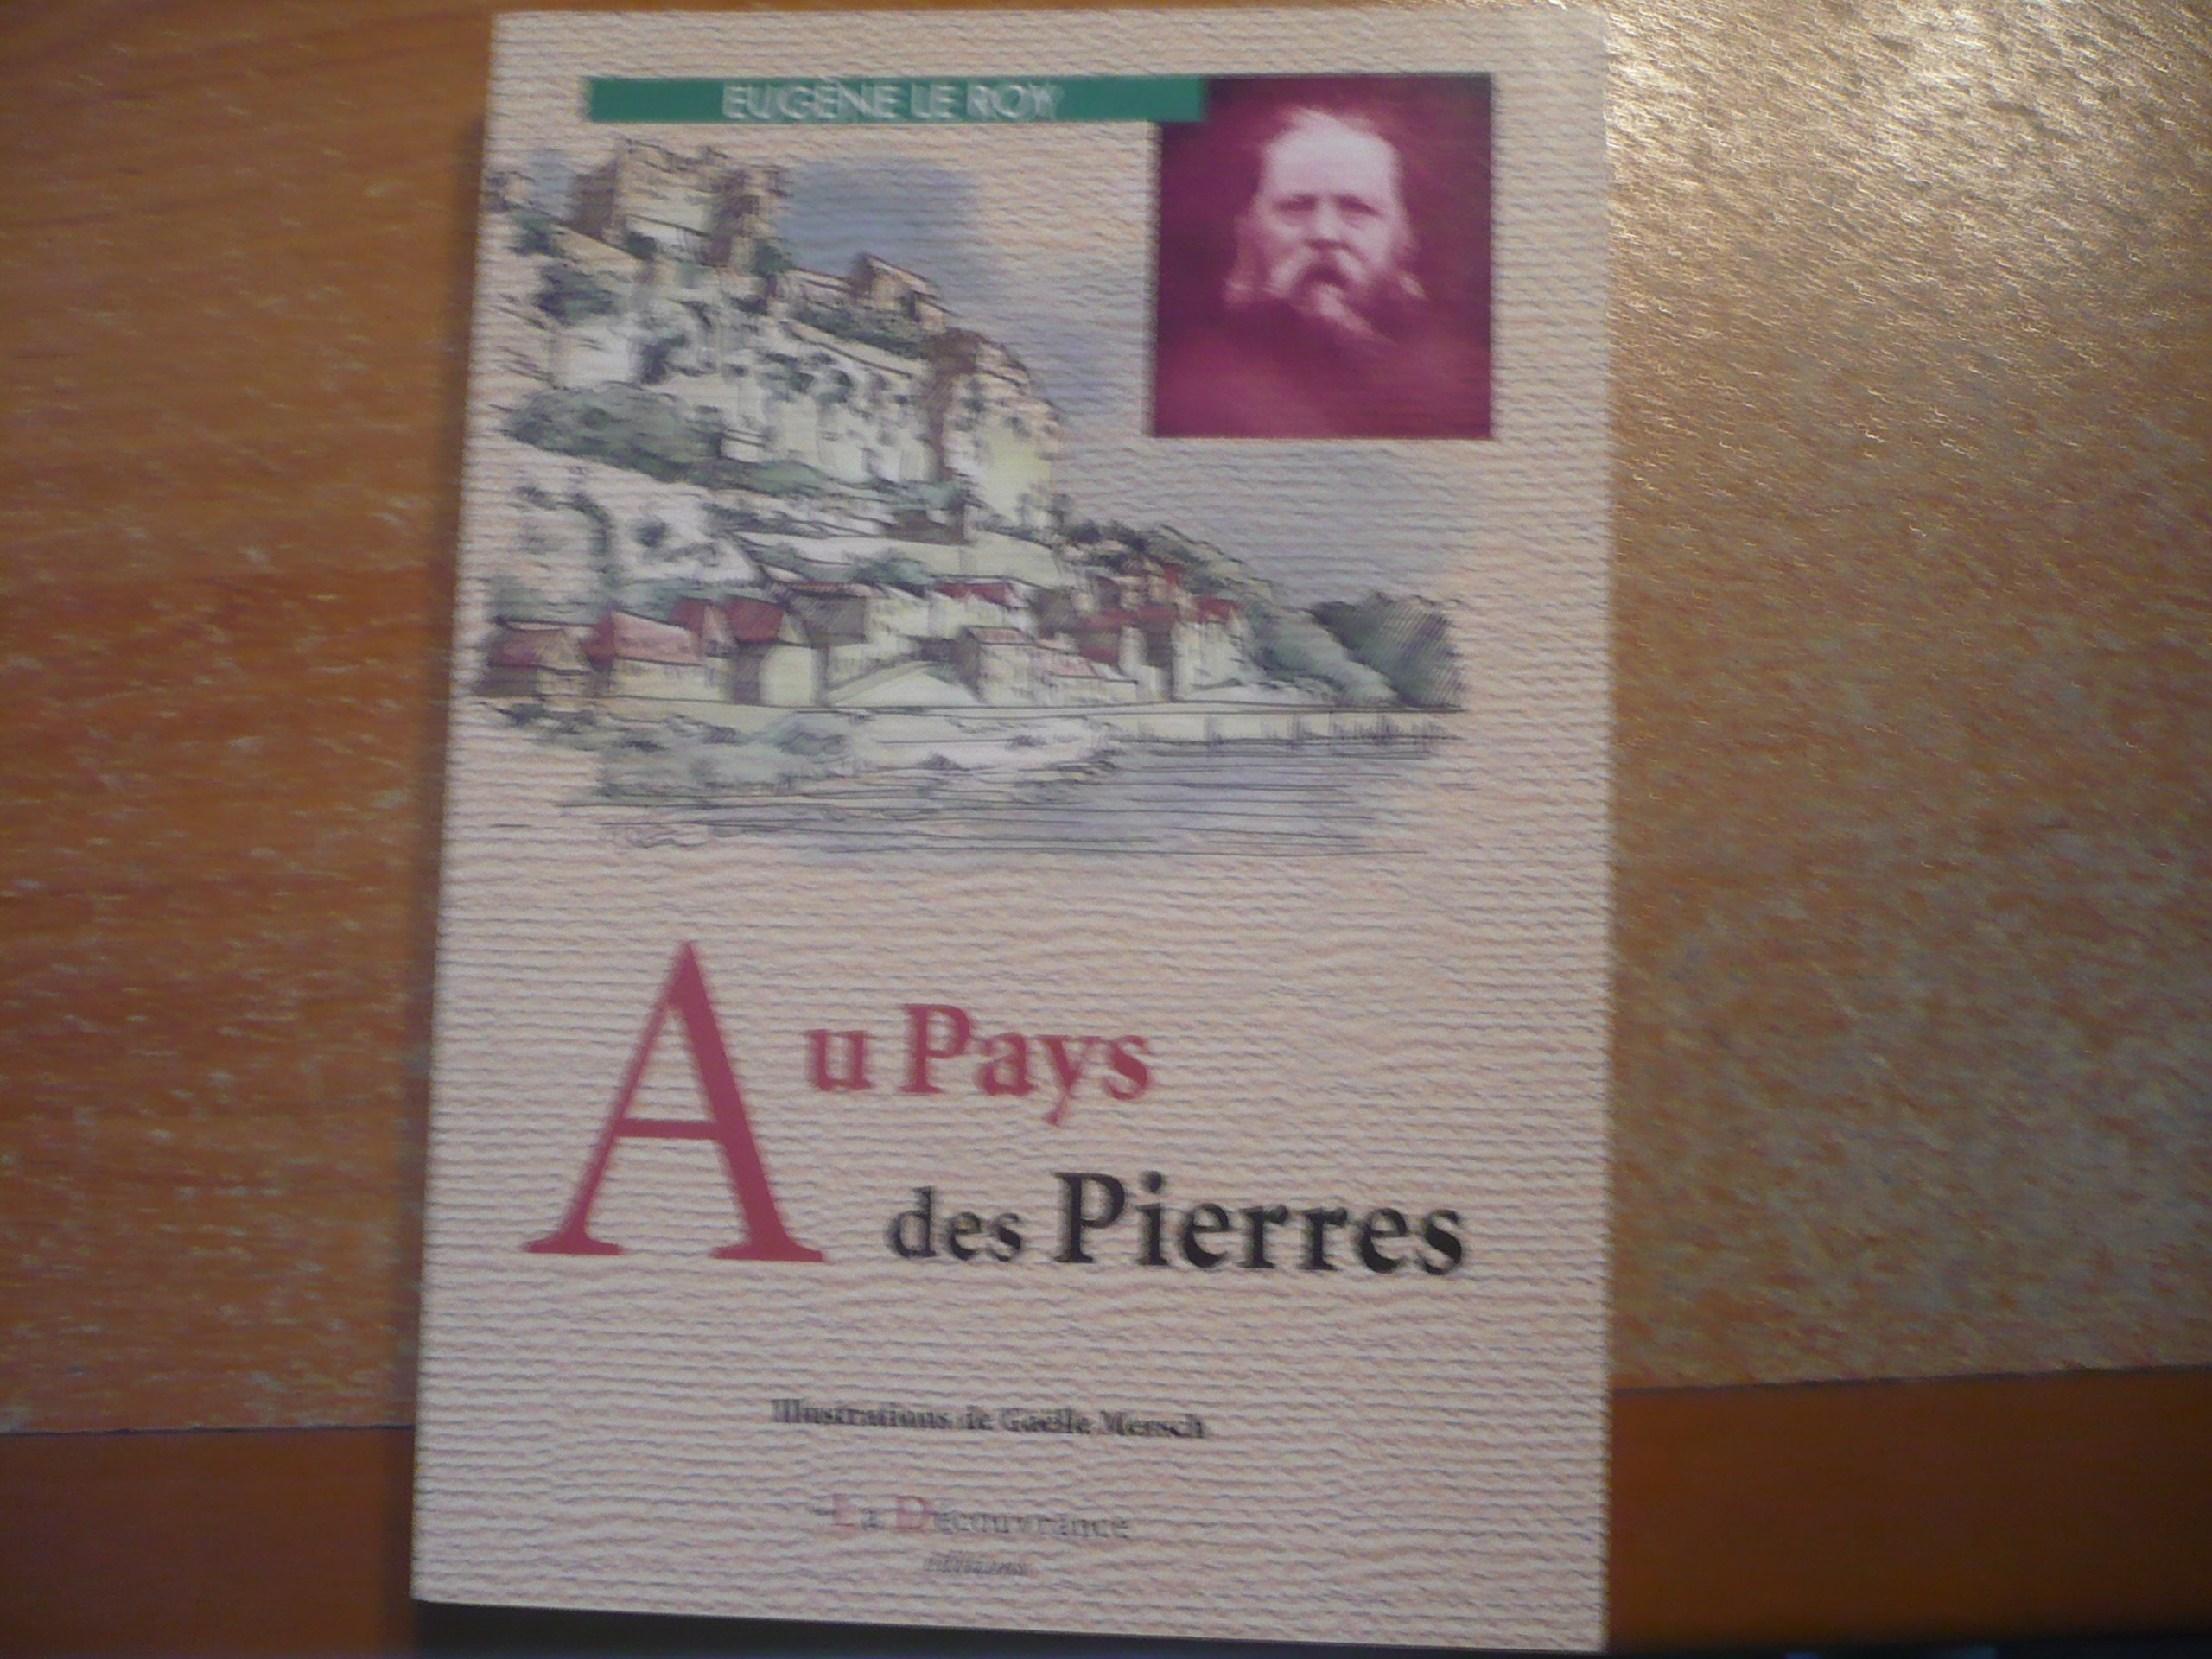 EUGÈNE LE ROY
Au Pays
des Pierres
Illustrations de Gaëlle Mersch
La Découvrance
éditions